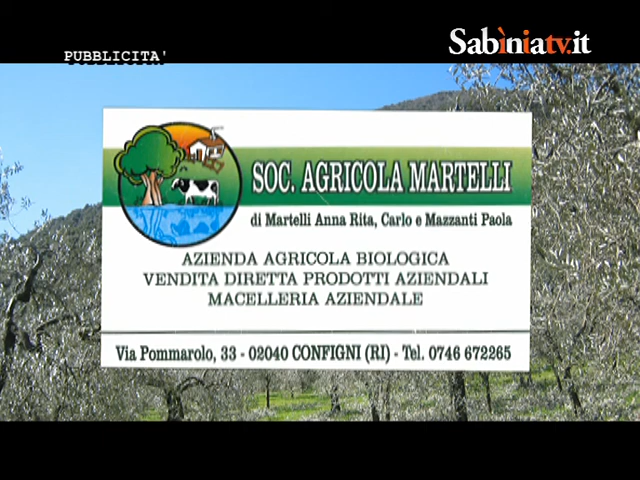 PUBBLICITA'
Sabìniatv.it
SOC. AGRICOLA MARTELLI
di Martelli Anna Rita, Carlo e Mazzanti Paola
AZIENDA AGRICOLA BIOLOGICA
VENDITA DIRETTA PRODOTTI AZIENDALI
MACELLERIA AZIENDALE
Via Pommarolo, 33 - 02040 CONFIGNI (RI) - Tel. 0746 672265